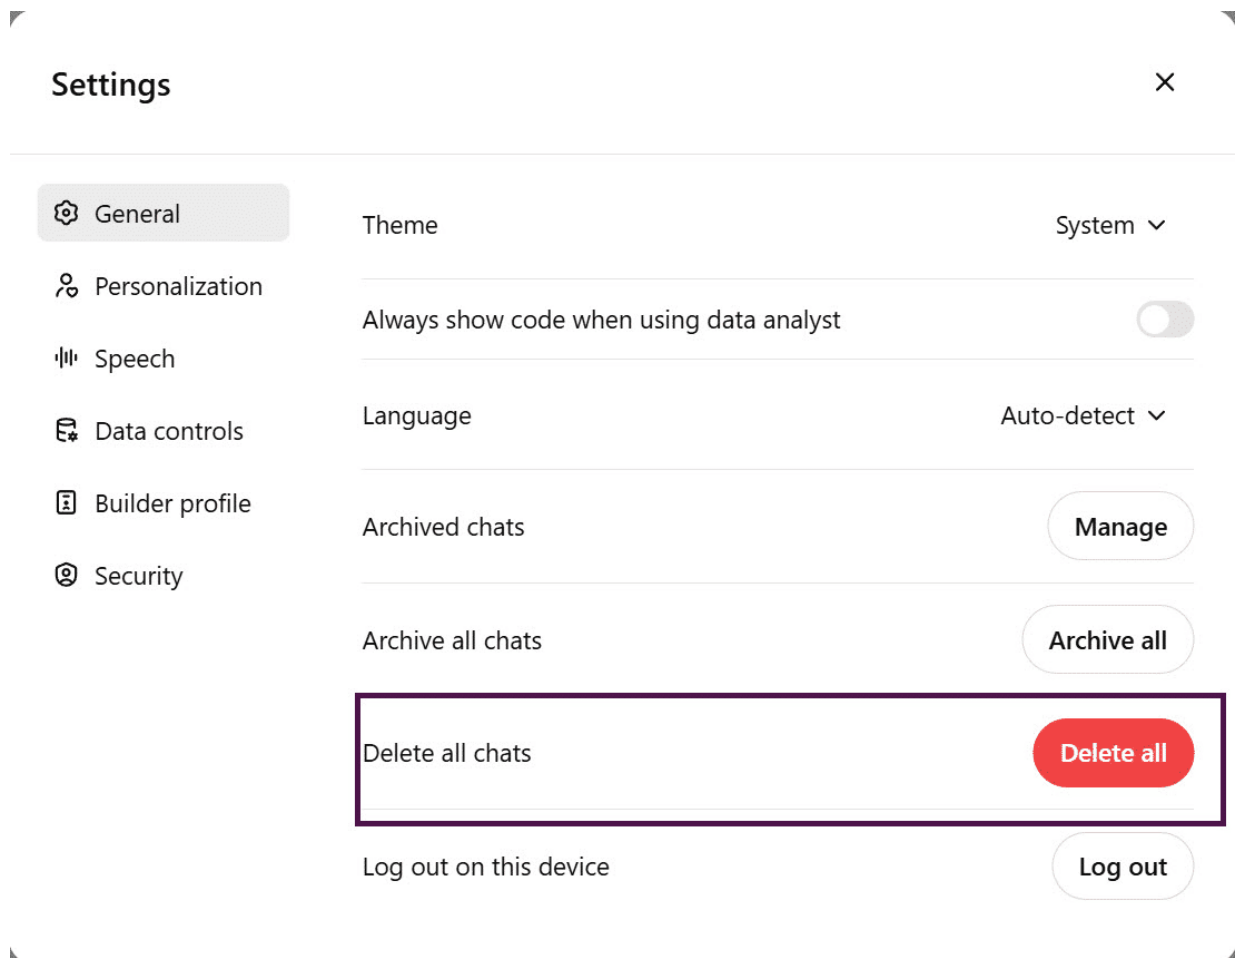 Settings
General
Personalization
Speech
Data controls
Builder profile
Security
Theme System
Always show code when using data analyst
Language Auto-detect
Archived chats Manage
Archive all chats Archive all
Delete all chats Delete all
Log out on this device Log out